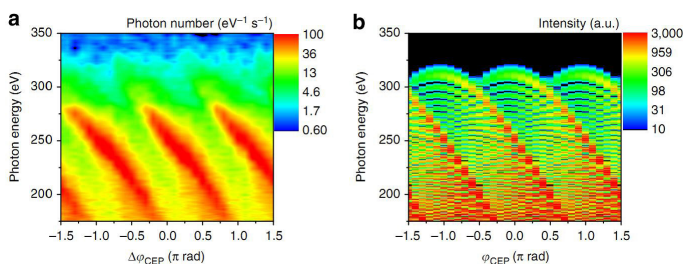 a
Photon number (eV⁻¹ s⁻¹)
350
300
250
200
Photon energy (eV)
100
36
13
4.6
1.7
0.60
−1.5 −1.0 −0.5 0.0 0.5 1.0 1.5
ΔφCEP (π rad)
b
Intensity (a.u.)
350
300
250
200
Photon energy (eV)
3,000
959
306
98
31
10
−1.5 −1.0 −0.5 0.0 0.5 1.0 1.5
φCEP (π rad)